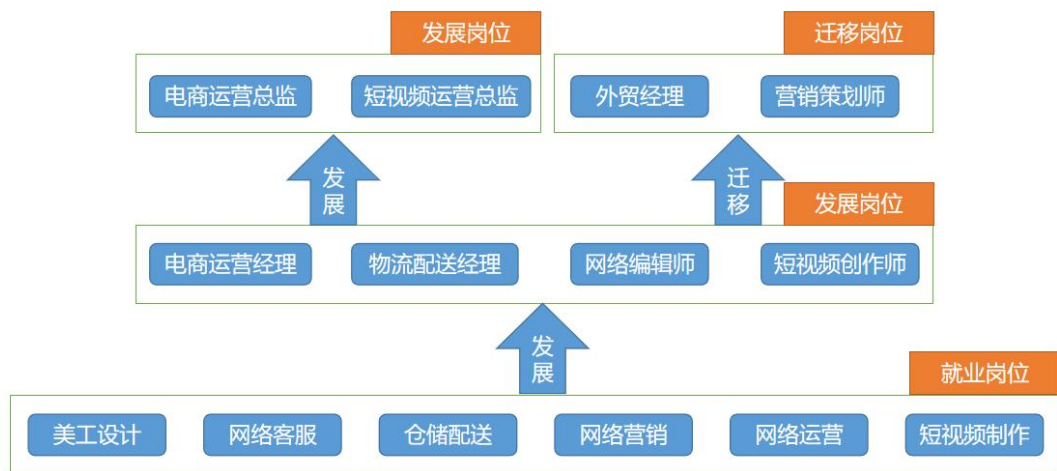 发展岗位
迁移岗位
电商运营总监
短视频运营总监
外贸经理
营销策划师
发展
迁移
发展岗位
电商运营经理
物流配送经理
网络编辑师
短视频创作师
发展
就业岗位
美工设计
网络客服
仓储配送
网络营销
网络运营
短视频制作